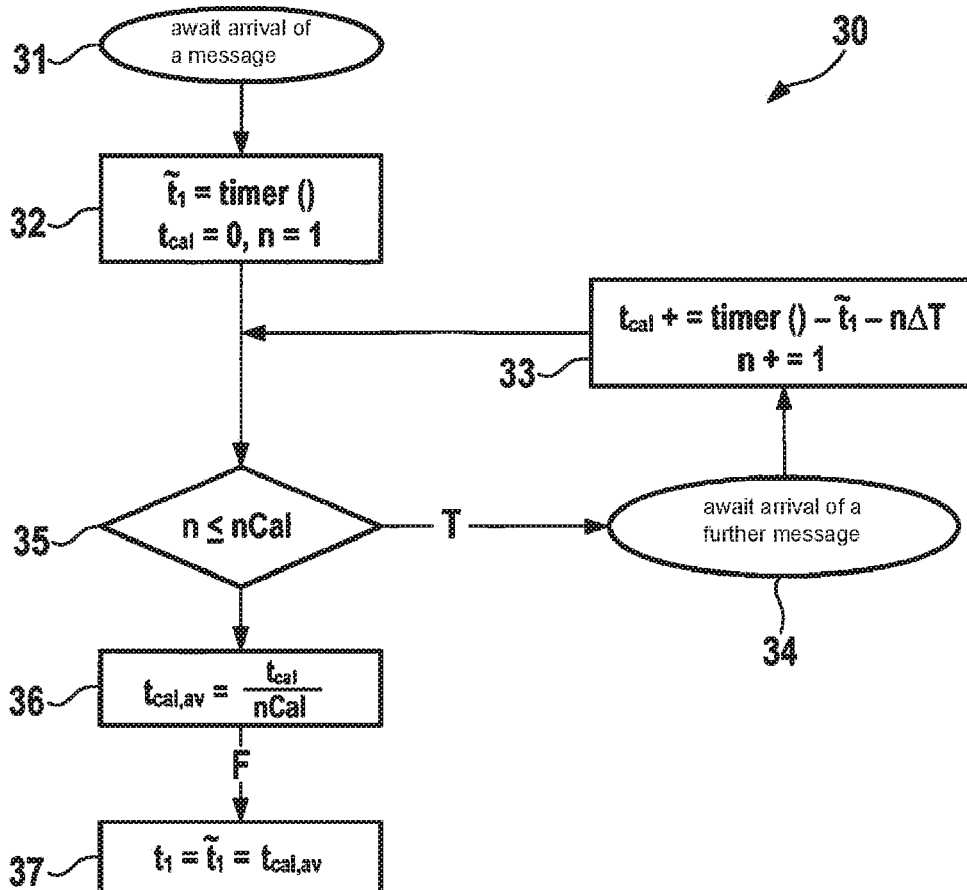 30
31
await arrival of
a message
32
t̃₁ = timer ()
t_cal = 0, n = 1
t_cal + = timer () – t̃₁ – nΔT
n + = 1
33
35
n ≤ nCal
T
await arrival of a
further message
34
36
t_cal,av = t_cal / nCal
F
37
t₁ = t̃₁ = t_cal,av